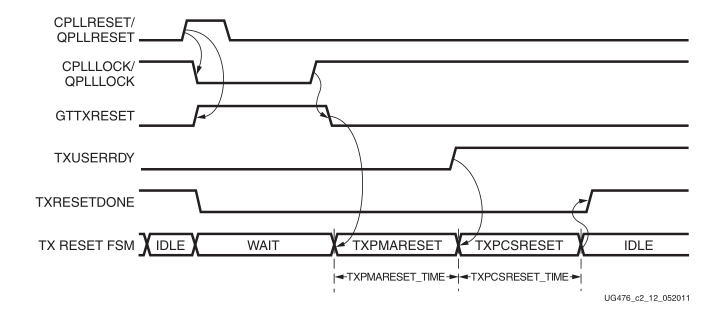 CPLLRESET/
QPLLRESET
CPLLLOCK/
QPLLLOCK
GTTXRESET
TXUSERRDY
TXRESETDONE
TX RESET FSM IDLE WAIT TXPMARESET TXPCSRESET IDLE
TXPMARESET_TIME TXPCSRESET_TIME
UG476_c2_12_052011